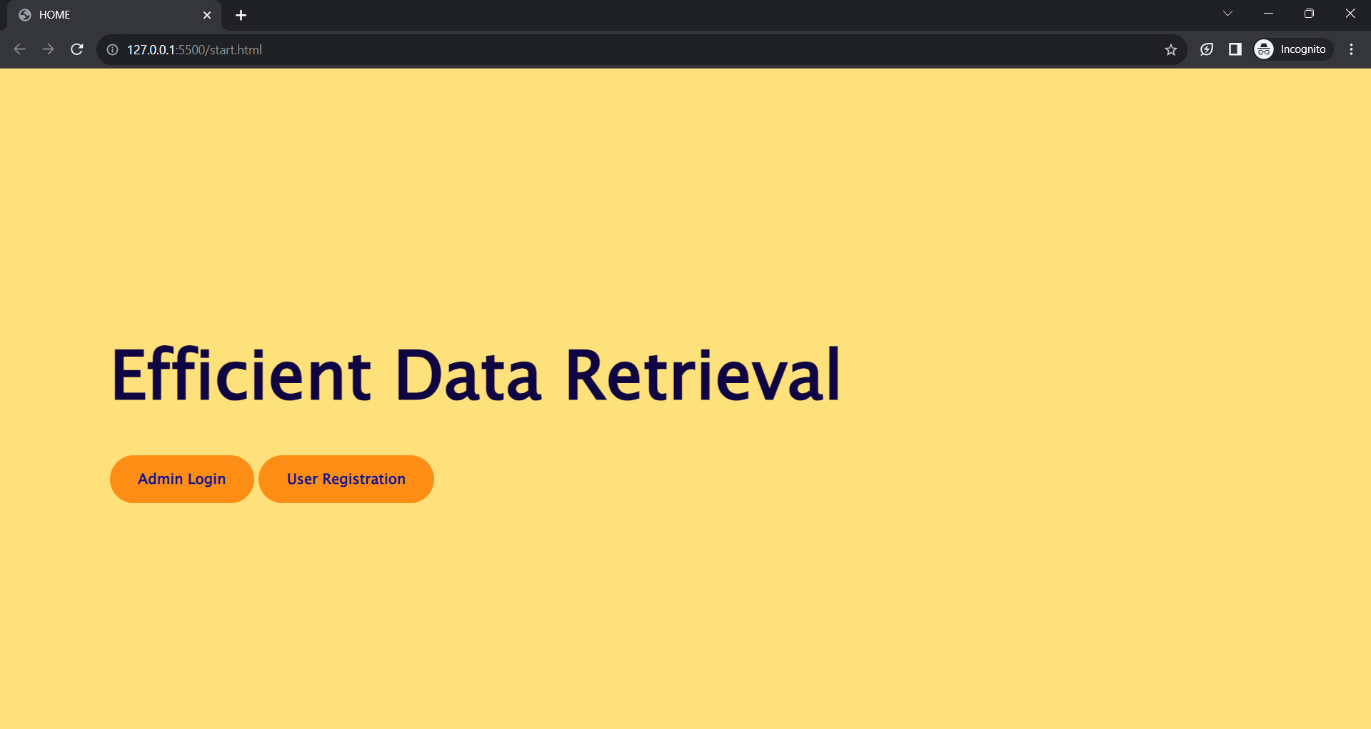 HOME
127.0.0.1:5500/start.html
Incognito
Efficient Data Retrieval
Admin Login
User Registration